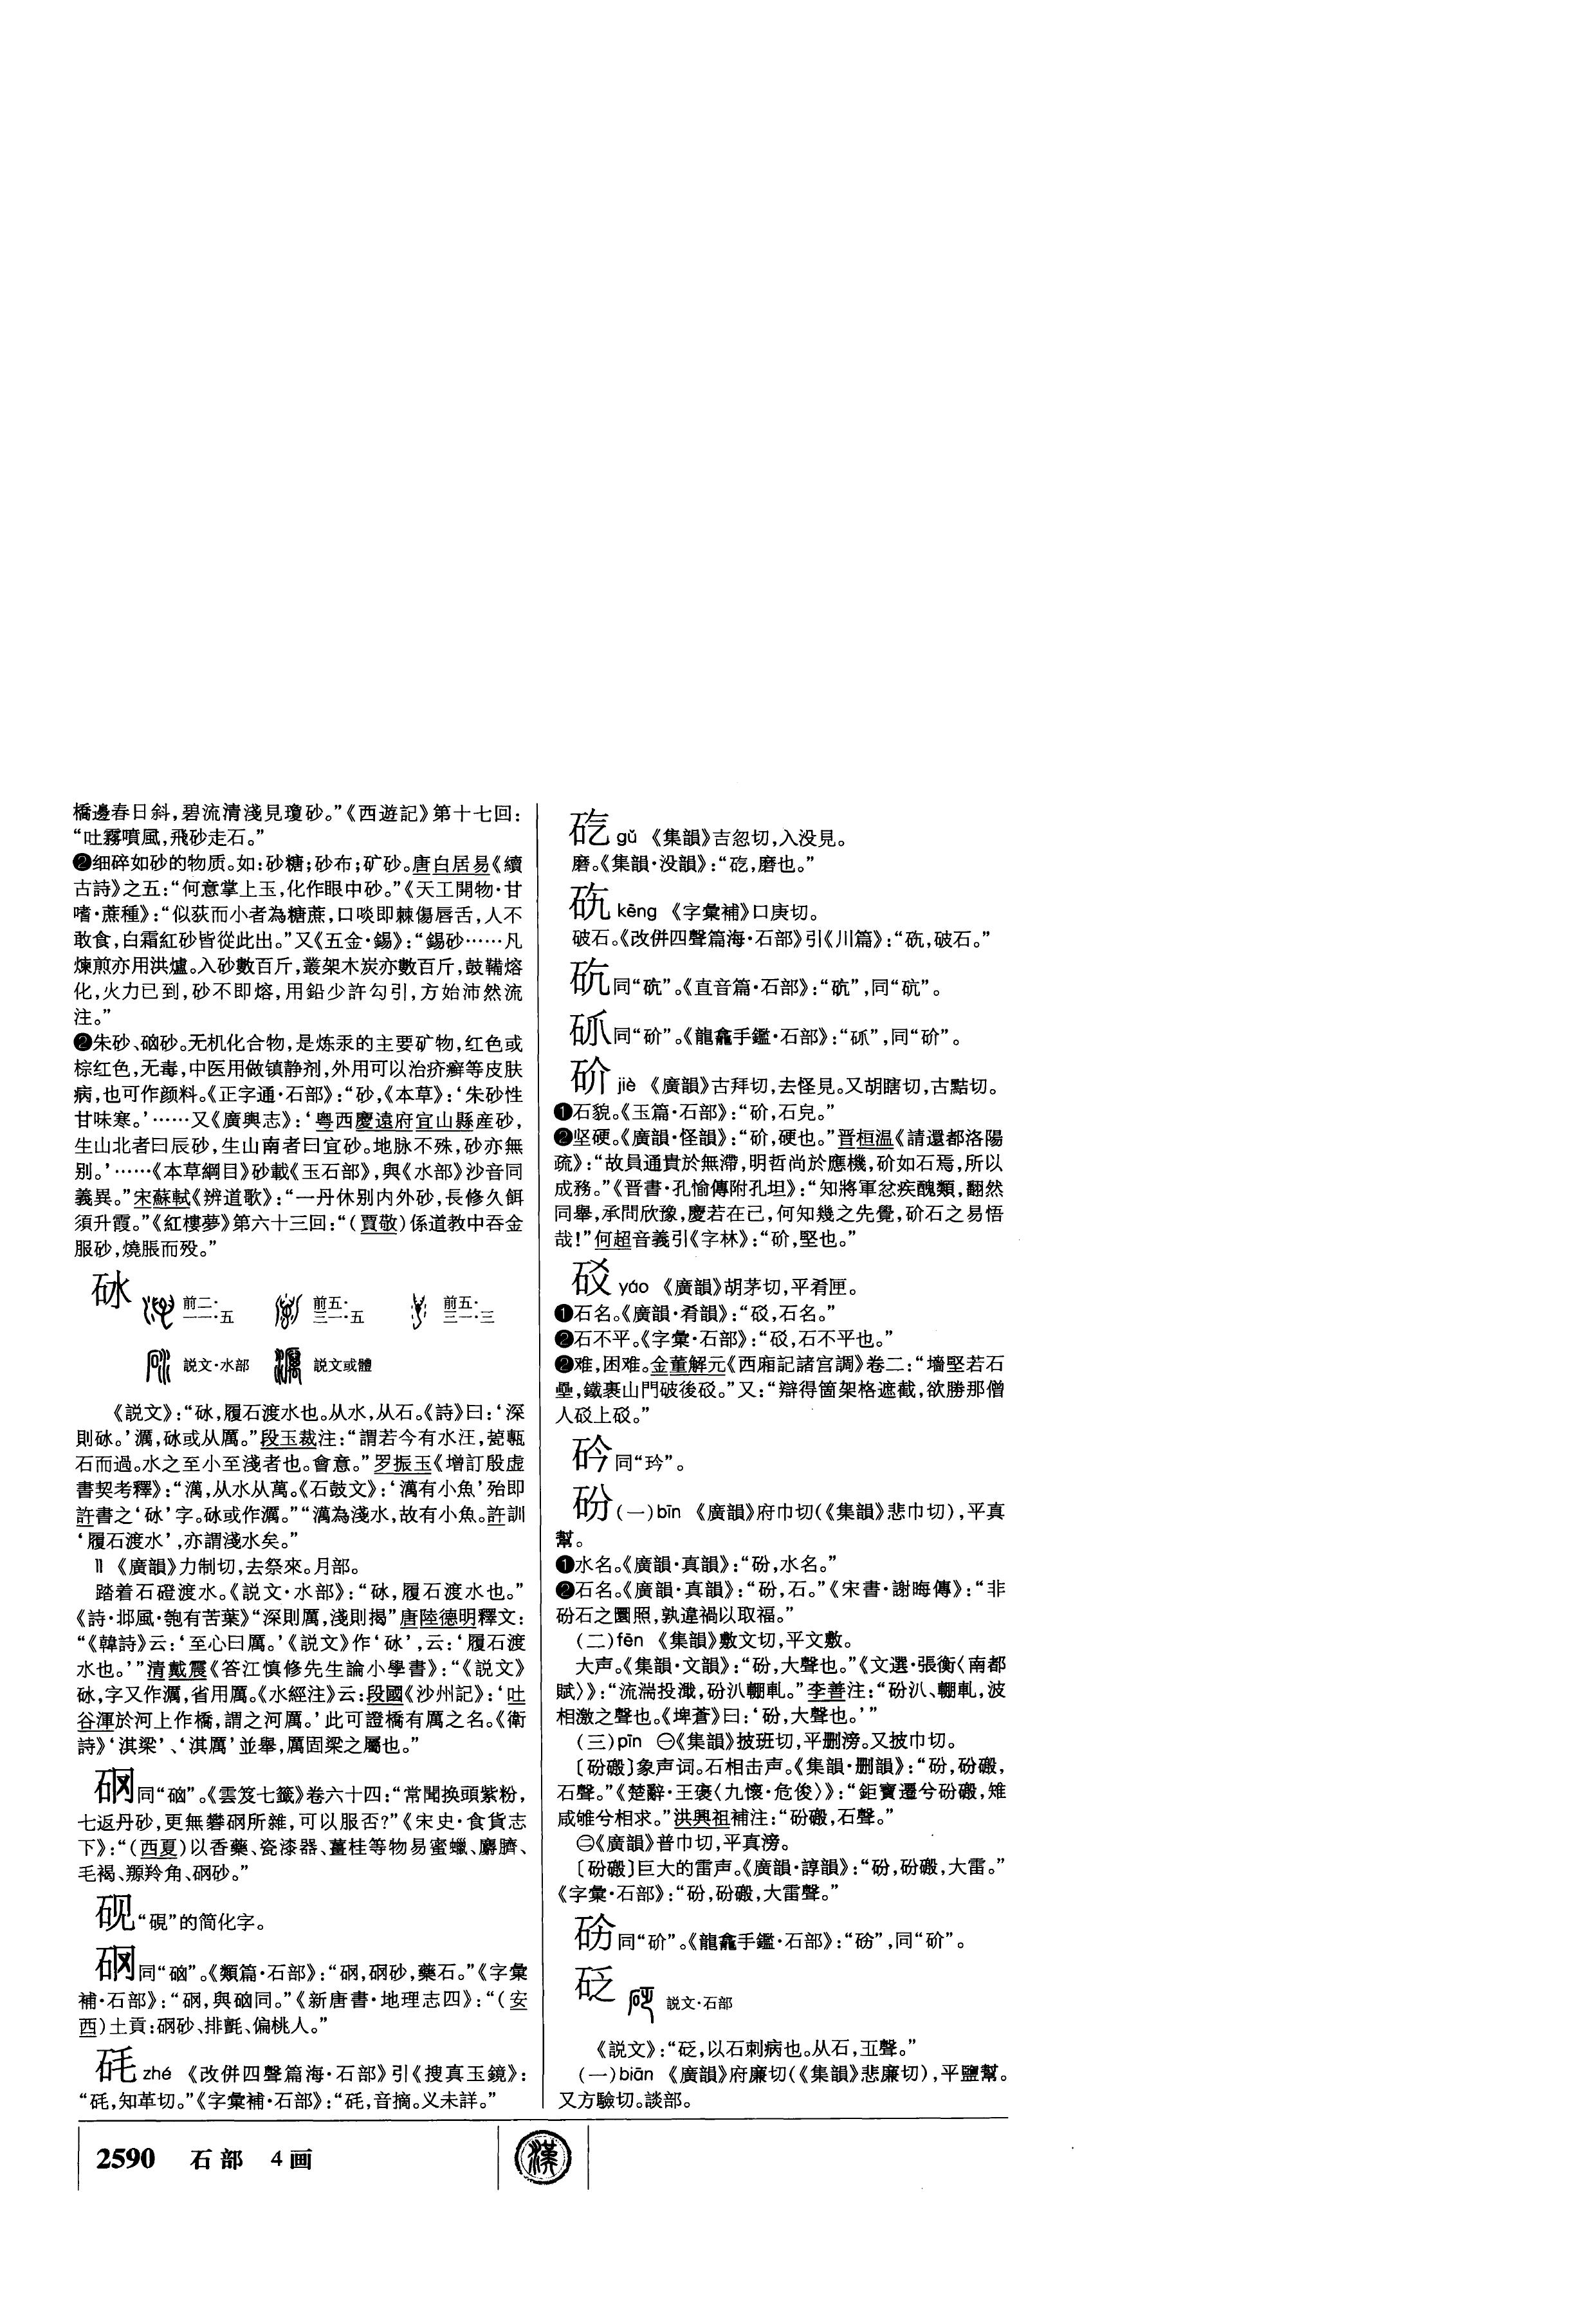 橋邊春日斜,碧流清淺見瓊砂。”《西遊記》第十七回:
“吐霧噴風,飛砂走石。”
❷细碎如砂的物质。如:砂糖;砂布;矿砂。唐白居易《續
古詩》之五:“何意掌上玉,化作眼中砂。”《天工開物·甘
嗜·蔗種》:“似荻而小者為糖蔗,口啖即棘傷唇舌,人不
敢食,白霜紅砂皆從此出。”又《五金·錫》:“錫砂……凡
煉煎亦用洪爐。入砂數百斤,叢架木炭亦數百斤,鼓鞴熔
化,火力已到,砂不即熔,用鉛少許勾引,方始沛然流
注。”
❷朱砂、硇砂。无机化合物,是炼汞的主要矿物,红色或
棕红色,无毒,中医用做镇静剂,外用可以治疥癣等皮肤
病,也可作颜料。《正字通·石部》:“砂,《本草》:‘朱砂性
甘味寒。’……又《廣輿志》:‘粤西慶遠府宜山縣産砂,
生山北者曰辰砂,生山南者曰宜砂。地脉不殊,砂亦無
别。’……《本草綱目》砂載《玉石部》,與《水部》沙音同
義異。”宋蘇軾《辨道歌》:“一丹休别内外砂,長修久餌
須升霞。”《紅樓夢》第六十三回:“(賈敬)係道教中吞金
服砂,燒脹而殁。”
砅 前二·一一·五 前五·三一·五 前五·三一·三
説文·水部 説文或體
《説文》:“砅,履石渡水也。从水,从石。《詩》曰:‘深
則砅。’濿,砅或从厲。”段玉裁注:“謂若今有水汪,甃甎
石而過。水之至小至淺者也。會意。”罗振玉《增訂殷虚
書契考釋》:“澫,从水从萬。《石鼓文》:‘澫有小魚’殆即
許書之‘砅’字。砅或作濿。”“澫為淺水,故有小魚。許訓
‘履石渡水’,亦謂淺水矣。”
lì 《廣韻》力制切,去祭來。月部。
踏着石磴渡水。《説文·水部》:“砅,履石渡水也。”
《詩·邶風·匏有苦葉》“深則厲,淺則揭”唐陸德明釋文:
“《韓詩》云:‘至心曰厲。’《説文》作‘砅’,云:‘履石渡
水也。’”清戴震《答江慎修先生論小學書》:“《説文》
砅,字又作濿,省用厲。《水經注》云:段國《沙州記》:‘吐
谷渾於河上作橋,謂之河厲。’此可證橋有厲之名。《衛
詩》‘淇梁’、‘淇厲’並舉,厲固梁之屬也。”
䂇同“硇”。《雲笈七籤》卷六十四:“常聞换頭紫粉,
七返丹砂,更無礬䂇所雜,可以服否?”《宋史·食貨志
下》:“(西夏)以香藥、瓷漆器、薑桂等物易蜜蠟、麝臍、
毛褐、羱羚角、䂇砂。”
砚“硯”的简化字。
同“硇”。《類篇·石部》:“砂,藥石。”《字彙
補·石部》:“與硇同。”《新唐書·地理志四》:“(安
西)土貢:砂、排氈、偏桃人。”
矺 zhé 《改併四聲篇海·石部》引《搜真玉鏡》:
“知革切。”《字彙補·石部》:“音摘。义未詳。”
矻 gǔ 《集韻》吉忽切,入没見。
磨。《集韻·没韻》:“磨也。”
kēng 《字彙補》口庚切。
破石。《改併四聲篇海·石部》引《川篇》:“破石。”
砊同“硄”。《直音篇·石部》
同“砎”。《龍龕手鑑·石部》:同“砎”。
砎 jiè 《廣韻》古拜切,去怪見。又胡瞎切,古黠切。
❶石貌。《玉篇·石部》:“砎,石皃。”
❷坚硬。《廣韻·怪韻》:“砎,硬也。”晋桓温《請還都洛陽
疏》:“故員通貴於無滯,明哲尚於應機,砎如石焉,所以
成務。”《晋書·孔愉傳附孔坦》:“知將軍忿疾醜類,翻然
同舉,承問欣豫,慶若在己,何知幾之先覺,砎石之易悟
哉!”何超音義引《字林》:“砎,堅也。”
䂭 yáo 《廣韻》胡茅切,平肴匣。
❶石名。《廣韻·肴韻》:“石名。”
❷石不平。《字彙·石部》:“石不平也。”
❷难,困难。金董解元《西廂記諸宫調》卷二:“墙堅若石
壘,鐵裹山門破後。”又:“辯得箇架格遮截,欲勝那僧
人上。”
砛同“玪”。
砏(一)bīn 《廣韻》府巾切(《集韻》悲巾切),平真
幫。
❶水名。《廣韻·真韻》:“砏,水名。”
❷石名。《廣韻·真韻》:“砏,石。”《宋書·謝晦傳》:“非
砏石之圜照,孰違禍以取福。”
(二)fēn 《集韻》敷文切,平文敷。
大声。《集韻·文韻》:“砏,大聲也。”《文選·張衡〈南都
賦〉》:“流湍投濈,砏汃輣軋。”李善注:“砏汃、輣軋,波
相激之聲也。《埤蒼》曰:‘砏,大聲也。’”
(三)pīn ㊀《集韻》披班切,平删滂。又披巾切。
〔砏磤〕象声词。石相击声。《集韻·删韻》:“砏,砏磤,
石聲。”《楚辭·王褒〈九懷·危俊〉》:“鉅寶遷兮砏磤,雉
咸雊兮相求。”洪興祖補注:“砏磤,石聲。”
㊁《廣韻》普巾切,平真滂。
〔砏磤〕巨大的雷声。《廣韻·諄韻》:“砏,砏磤,大雷。”
《字彙·石部》:“砏,砏磤,大雷聲。”
同“砎”。《龍龕手鑑·石部》:同“砎”。
砭 説文·石部
《説文》:“砭,以石刺病也。从石,乏聲。”
(一)biān 《廣韻》府廉切(《集韻》悲廉切),平鹽幫。
又方驗切。談部。
2590 石部 4画
漢